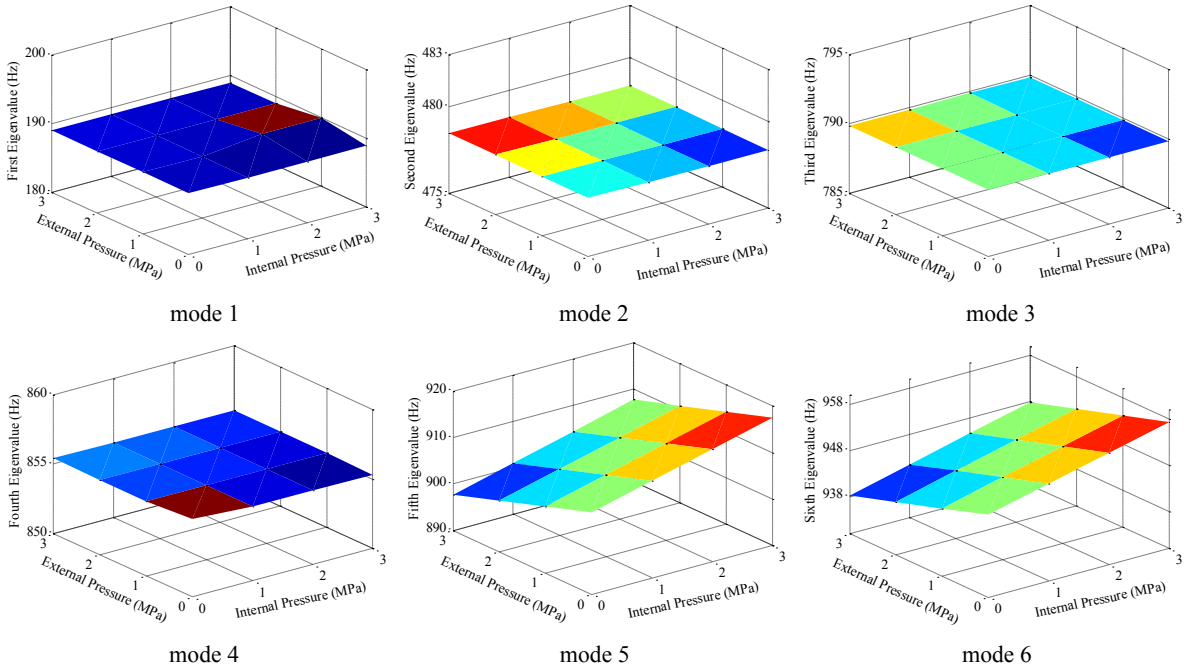 200
190
180
First Eigenvalue (Hz)
3
2
1
0
External Pressure (MPa)
0
1
2
3
Internal Pressure (MPa)
mode 1
483
480
475
Second Eigenvalue (Hz)
3
2
1
0
External Pressure (MPa)
0
1
2
3
Internal Pressure (MPa)
mode 2
795
790
785
Third Eigenvalue (Hz)
3
2
1
0
External Pressure (MPa)
0
1
2
3
Internal Pressure (MPa)
mode 3
860
855
850
Fourth Eigenvalue (Hz)
3
2
1
0
External Pressure (MPa)
0
1
2
3
Internal Pressure (MPa)
mode 4
920
910
900
890
Fifth Eigenvalue (Hz)
3
2
1
0
External Pressure (MPa)
0
1
2
3
Internal Pressure (MPa)
mode 5
958
948
938
Sixth Eigenvalue (Hz)
3
2
1
0
External Pressure (MPa)
0
1
2
3
Internal Pressure (MPa)
mode 6